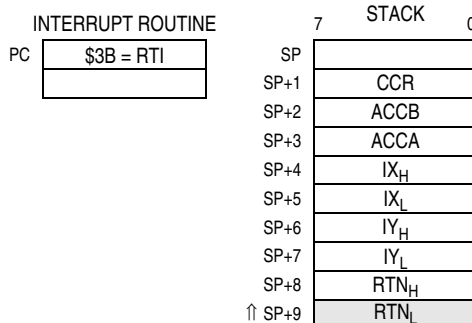 INTERRUPT ROUTINE
PC $3B = RTI
STACK
7 0
SP
SP+1 CCR
SP+2 ACCB
SP+3 ACCA
SP+4 IXH
SP+5 IXL
SP+6 IYH
SP+7 IYL
SP+8 RTNH
⇑ SP+9 RTNL